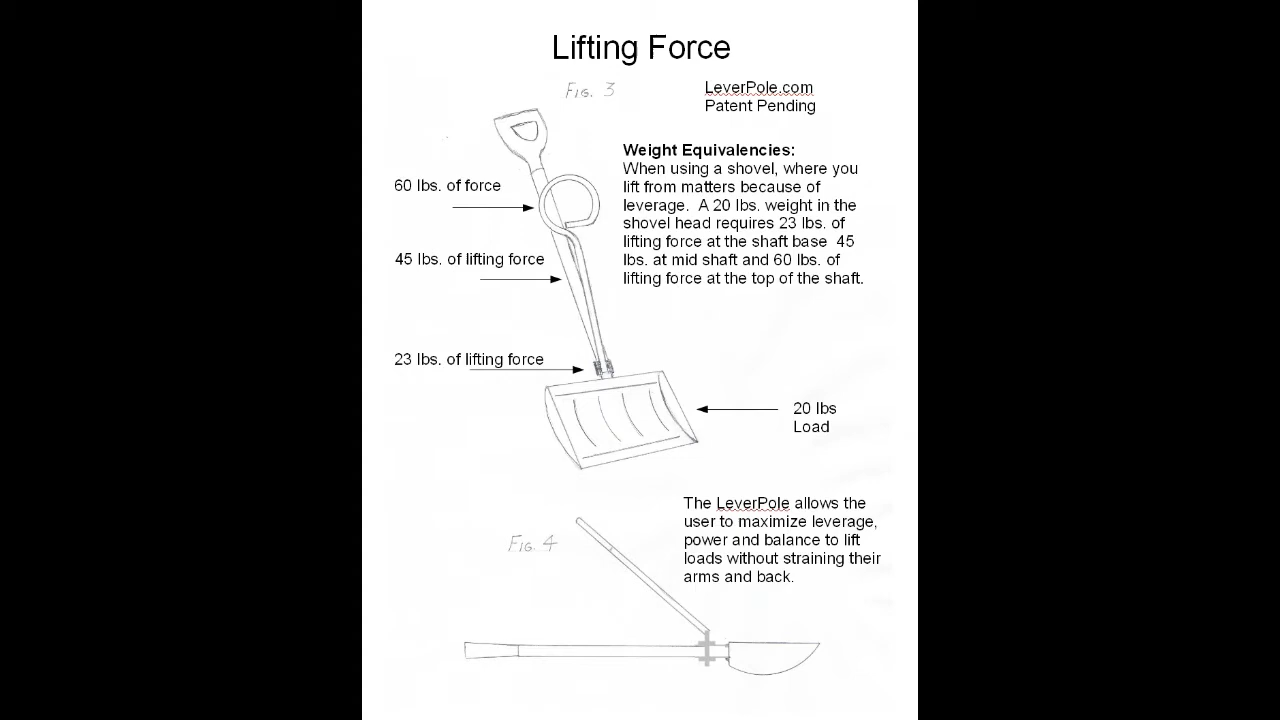 Lifting Force
FIG. 3
LeverPole.com
Patent Pending
Weight Equivalencies:
When using a shovel, where you
lift from matters because of
leverage.  A 20 lbs. weight in the
shovel head requires 23 lbs. of
lifting force at the shaft base  45
lbs. at mid shaft and 60 lbs. of
lifting force at the top of the shaft.
60 lbs. of force
45 lbs. of lifting force
23 lbs. of lifting force
20 lbs
Load
The LeverPole allows the
user to maximize leverage,
power and balance to lift
loads without straining their
arms and back.
FIG. 4